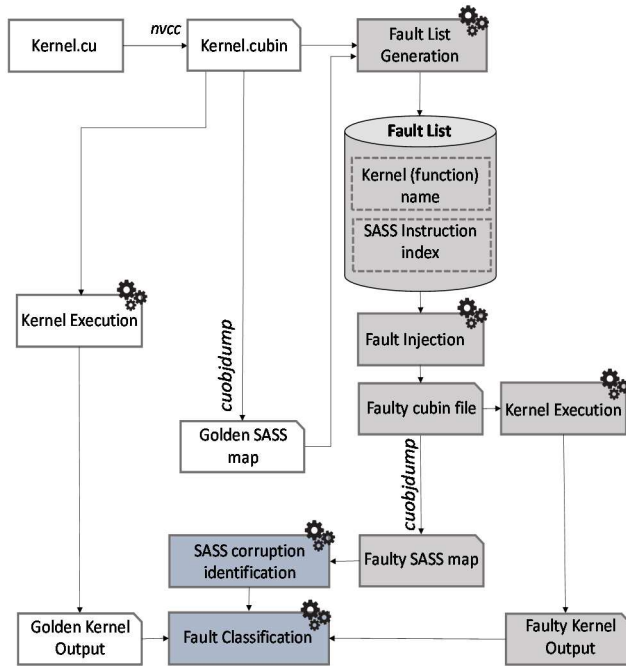 Kernel.cu
nvcc
Kernel.cubin
Fault List
Generation
Fault List
Kernel (function)
name
SASS Instruction
index
Kernel Execution
Fault Injection
cuobjdump
Faulty cubin file
Kernel Execution
Golden SASS
map
cuobjdump
SASS corruption
identification
Faulty SASS map
Golden Kernel
Output
Fault Classification
Faulty Kernel
Output